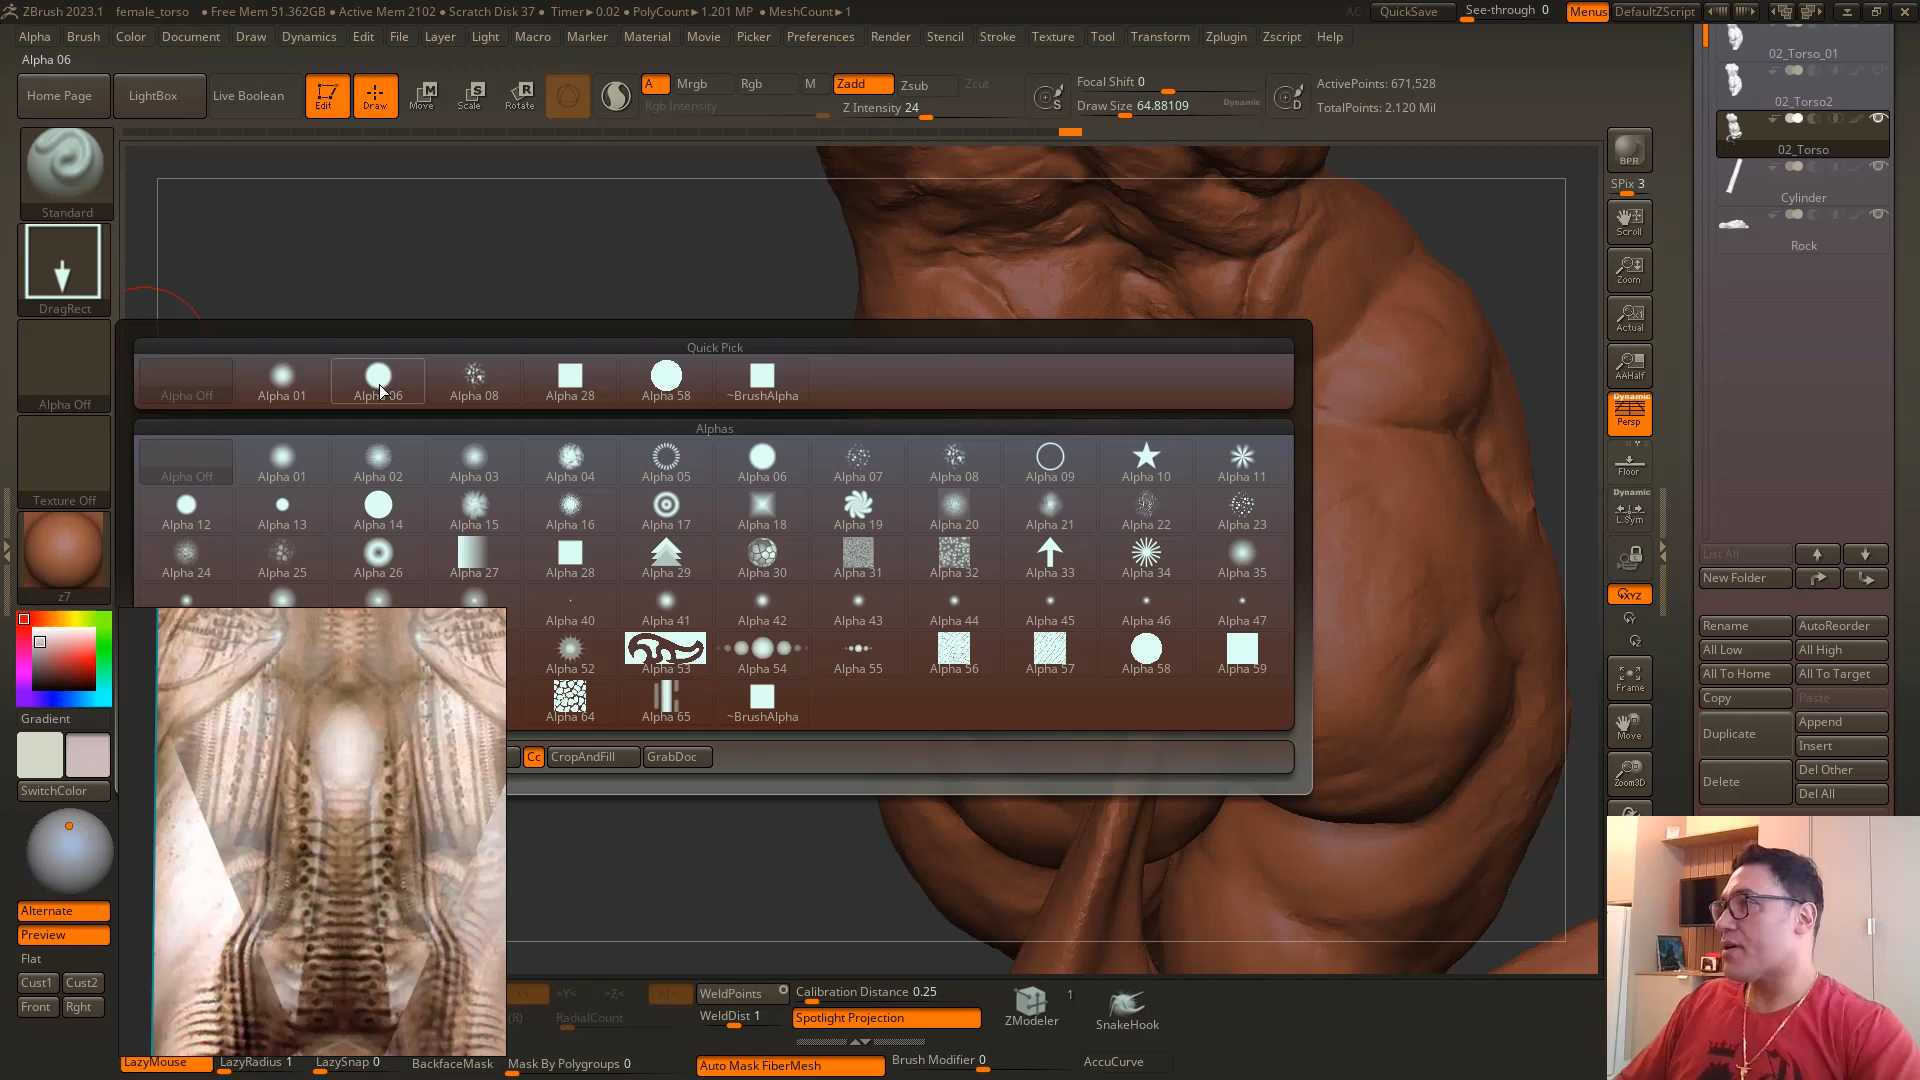 ZBrush 2023.1 female_torso • Free Mem 51.362GB • Active Mem 2102 • Scratch Disk 37 • Timer▸0.02 • PolyCount▸1.201 MP • MeshCount▸1
AC QuickSave See-through 0 Menus DefaultZScript
Alpha Brush Color Document Draw Dynamics Edit File Layer Light Macro Marker Material Movie Picker Preferences Render Stencil Stroke Texture Tool Transform Zplugin Zscript Help
Alpha 06
Home Page LightBox Live Boolean Edit Draw Move Scale Rotate
A Mrgb Rgb M Zadd Zsub Zcut
Rgb Intensity Z Intensity 24
Focal Shift 0
Draw Size 64.88109 Dynamic
ActivePoints: 671,528
TotalPoints: 2.120 Mil
Standard
DragRect
Alpha Off
Texture Off
z7
Gradient
SwitchColor
Alternate
Preview
Flat
Cust1 Cust2
Front Rght
Quick Pick
Alpha Off Alpha 01 Alpha 06 Alpha 08 Alpha 28 Alpha 58 ~BrushAlpha
Alphas
Alpha Off Alpha 01 Alpha 02 Alpha 03 Alpha 04 Alpha 05 Alpha 06 Alpha 07 Alpha 08 Alpha 09 Alpha 10 Alpha 11
Alpha 12 Alpha 13 Alpha 14 Alpha 15 Alpha 16 Alpha 17 Alpha 18 Alpha 19 Alpha 20 Alpha 21 Alpha 22 Alpha 23
Alpha 24 Alpha 25 Alpha 26 Alpha 27 Alpha 28 Alpha 29 Alpha 30 Alpha 31 Alpha 32 Alpha 33 Alpha 34 Alpha 35
Alpha 40 Alpha 41 Alpha 42 Alpha 43 Alpha 44 Alpha 45 Alpha 46 Alpha 47
Alpha 52 Alpha 53 Alpha 54 Alpha 55 Alpha 56 Alpha 57 Alpha 58 Alpha 59
Alpha 64 Alpha 65 ~BrushAlpha
Cc CropAndFill GrabDoc
>Y< >Z< >M<
(R) RadialCount
WeldPoints
WeldDist 1
Calibration Distance 0.25
Spotlight Projection
1
ZModeler
SnakeHook
LazyMouse LazyRadius 1 LazySnap 0 BackfaceMask Mask By Polygroups 0 Auto Mask FiberMesh Brush Modifier 0 AccuCurve
BPR
SPix 3
Scroll
Zoom
Actual
AAHalf
Dynamic
Persp
Floor
Dynamic
L.Sym
XYZ
Frame
Move
Zoom3D
02_Torso_01
02_Torso2
02_Torso
Cylinder
Rock
List All
New Folder
Rename AutoReorder
All Low All High
All To Home All To Target
Copy Paste
Duplicate Append
Insert
Delete Del Other
Del All